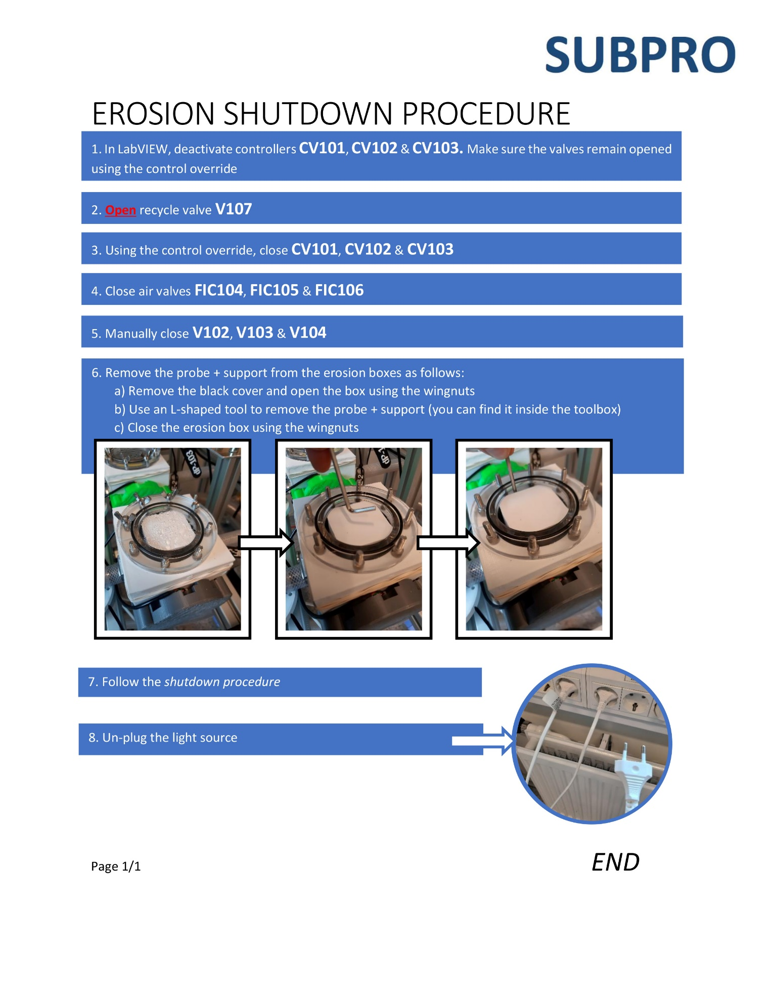 SUBPRO
EROSION SHUTDOWN PROCEDURE
1. In LabVIEW, deactivate controllers CV101, CV102 & CV103. Make sure the valves remain opened
using the control override
2. Open recycle valve V107
3. Using the control override, close CV101, CV102 & CV103
4. Close air valves FIC104, FIC105 & FIC106
5. Manually close V102, V103 & V104
6. Remove the probe + support from the erosion boxes as follows:
a) Remove the black cover and open the box using the wingnuts
b) Use an L-shaped tool to remove the probe + support (you can find it inside the toolbox)
c) Close the erosion box using the wingnuts
dP-103
dP-1
7. Follow the shutdown procedure
8. Un-plug the light source
Page 1/1
END